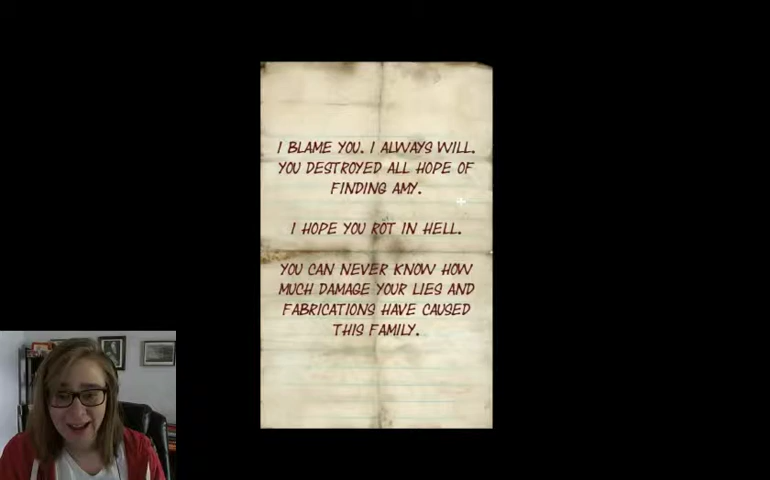 I BLAME YOU. I ALWAYS WILL.
YOU DESTROYED ALL HOPE OF
FINDING AMY.
I HOPE YOU ROT IN HELL.
YOU CAN NEVER KNOW HOW
MUCH DAMAGE YOUR LIES AND
FABRICATIONS HAVE CAUSED
THIS FAMILY.